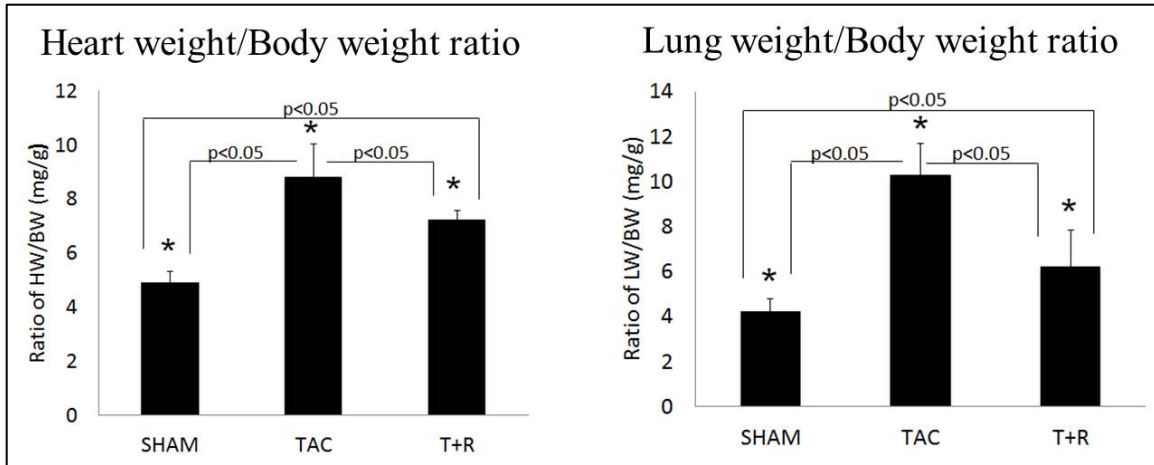 Heart weight/Body weight ratio
Ratio of HW/BW (mg/g)
12
10
8
6
4
2
0
p<0.05
*
p<0.05
p<0.05
*
*
SHAM
TAC
T+R
Lung weight/Body weight ratio
Ratio of LW/BW (mg/g)
14
12
10
8
6
4
2
0
p<0.05
*
p<0.05
p<0.05
*
*
SHAM
TAC
T+R